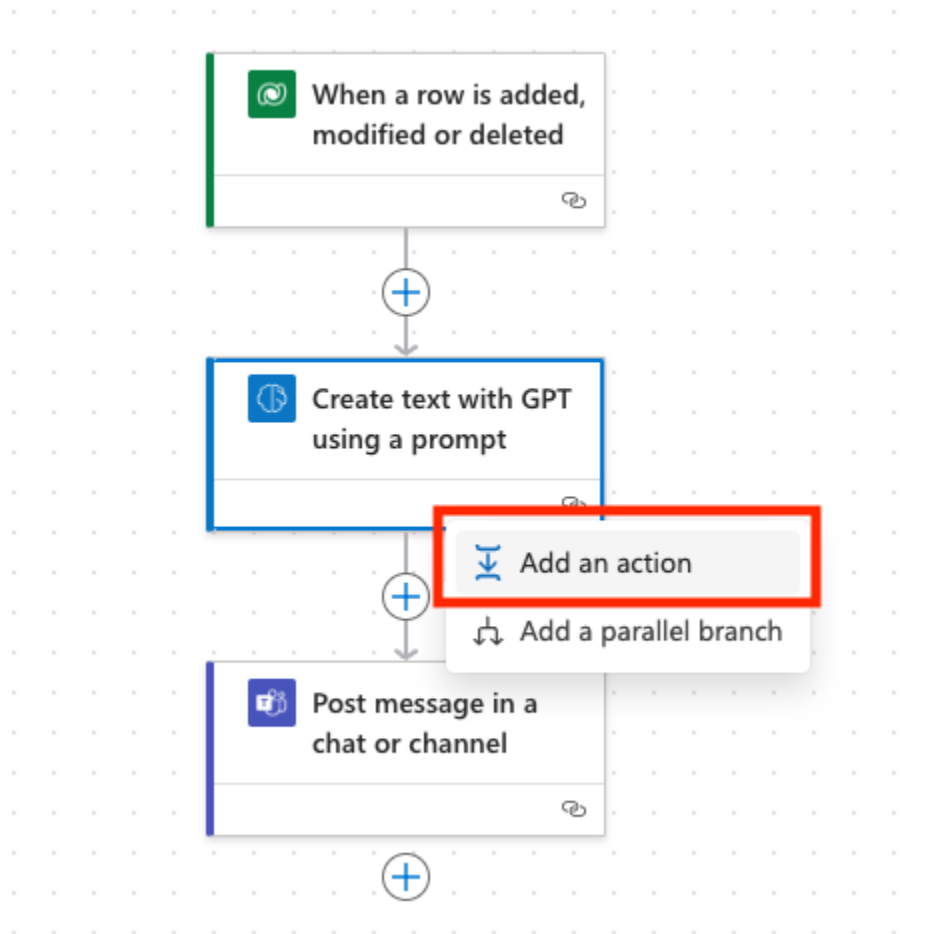 When a row is added,
modified or deleted
Create text with GPT
using a prompt
Add an action
Add a parallel branch
Post message in a
chat or channel